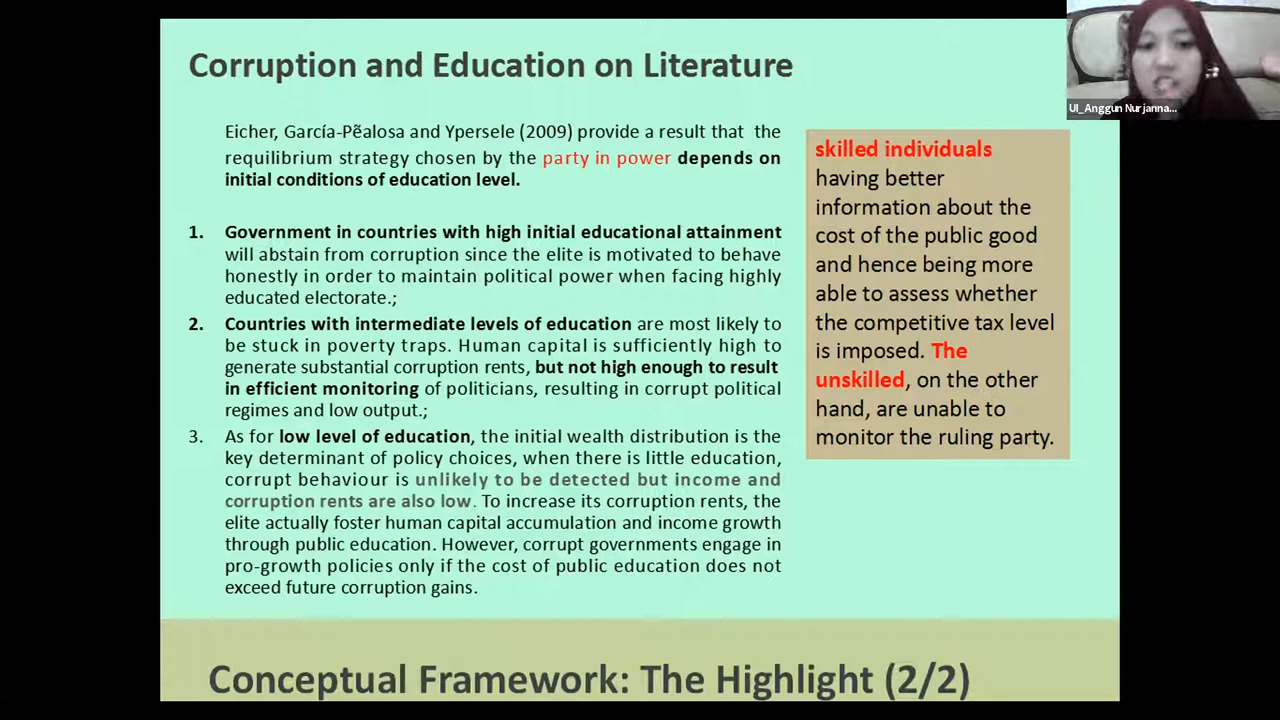 Corruption and Education on Literature
UI_Anggun Nurjanna...
Eicher, García-Pẽalosa and Ypersele (2009) provide a result that the
requilibrium strategy chosen by the party in power depends on
initial conditions of education level.
1. Government in countries with high initial educational attainment
will abstain from corruption since the elite is motivated to behave
honestly in order to maintain political power when facing highly
educated electorate.;
2. Countries with intermediate levels of education are most likely to
be stuck in poverty traps. Human capital is sufficiently high to
generate substantial corruption rents, but not high enough to result
in efficient monitoring of politicians, resulting in corrupt political
regimes and low output.;
3. As for low level of education, the initial wealth distribution is the
key determinant of policy choices, when there is little education,
corrupt behaviour is unlikely to be detected but income and
corruption rents are also low. To increase its corruption rents, the
elite actually foster human capital accumulation and income growth
through public education. However, corrupt governments engage in
pro-growth policies only if the cost of public education does not
exceed future corruption gains.
skilled individuals
having better
information about the
cost of the public good
and hence being more
able to assess whether
the competitive tax level
is imposed. The
unskilled, on the other
hand, are unable to
monitor the ruling party.
Conceptual Framework: The Highlight (2/2)